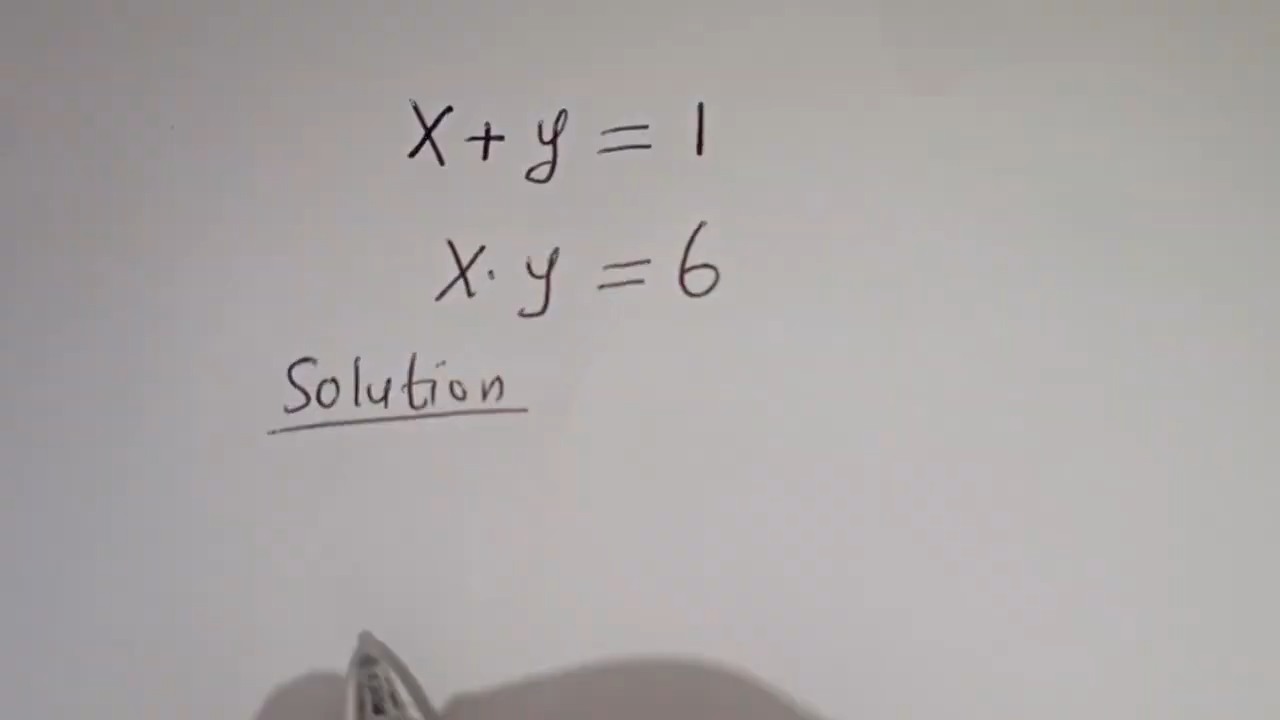 X + y = 1
x · y = 6
Solution